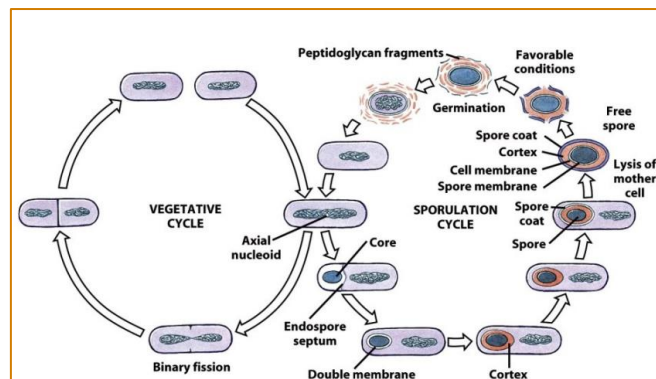 Peptidoglycan fragments
Favorable
conditions
Germination
Free
spore
Spore coat
Cortex
Cell membrane
Spore membrane
Lysis of
mother
cell
VEGETATIVE
CYCLE
SPORULATION
CYCLE
Spore
coat
Axial
nucleoid
Core
Spore
Endospore
septum
Binary fission
Double membrane
Cortex